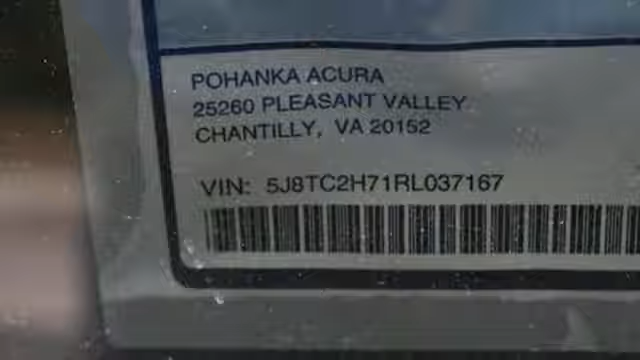 POHANKA ACURA
25260 PLEASANT VALLEY
CHANTILLY, VA 20152
VIN: 5J8TC2H71RL037167